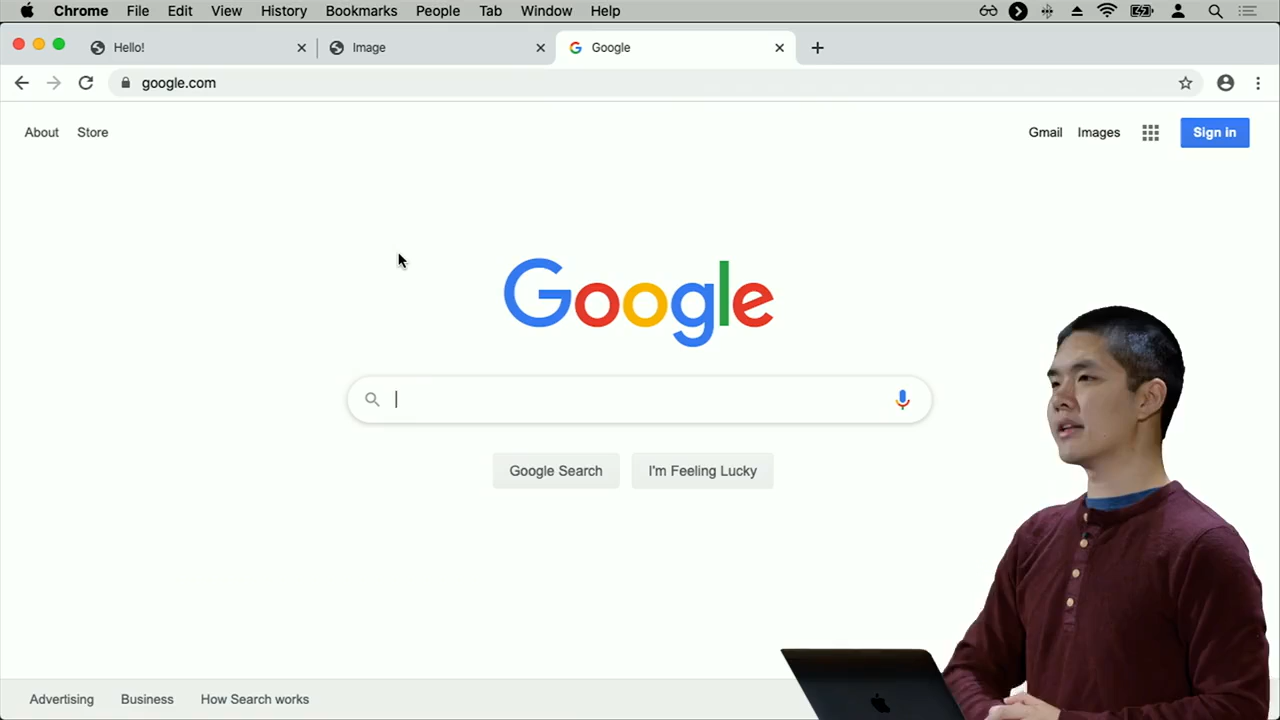 Chrome File Edit View History Bookmarks People Tab Window Help
Hello! Image Google
google.com
About Store Gmail Images Sign in
Google
Google Search I'm Feeling Lucky
Advertising Business How Search works